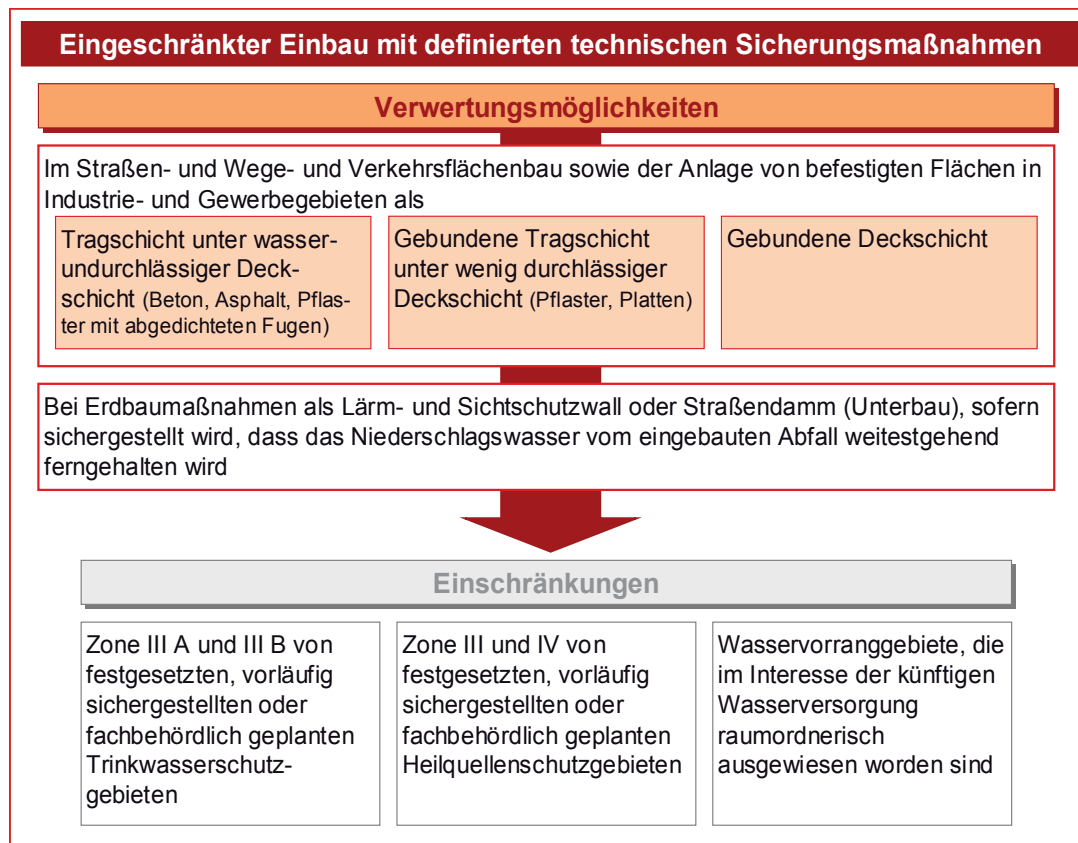 Eingeschränkter Einbau mit definierten technischen Sicherungsmaßnahmen
Verwertungsmöglichkeiten
Im Straßen- und Wege- und Verkehrsflächenbau sowie der Anlage von befestigten Flächen in
Industrie- und Gewerbegebieten als
Tragschicht unter wasser-
undurchlässiger Deck-
schicht (Beton, Asphalt, Pflas-
ter mit abgedichteten Fugen)
Gebundene Tragschicht
unter wenig durchlässiger
Deckschicht (Pflaster, Platten)
Gebundene Deckschicht
Bei Erdbaumaßnahmen als Lärm- und Sichtschutzwall oder Straßendamm (Unterbau), sofern
sichergestellt wird, dass das Niederschlagswasser vom eingebauten Abfall weitestgehend
ferngehalten wird
Einschränkungen
Zone III A und III B von
festgesetzten, vorläufig
sichergestellten oder
fachbehördlich geplanten
Trinkwasserschutz-
gebieten
Zone III und IV von
festgesetzten, vorläufig
sichergestellten oder
fachbehördlich geplanten
Heilquellenschutzgebieten
Wasservorranggebiete, die
im Interesse der künftigen
Wasserversorgung
raumordnerisch
ausgewiesen worden sind